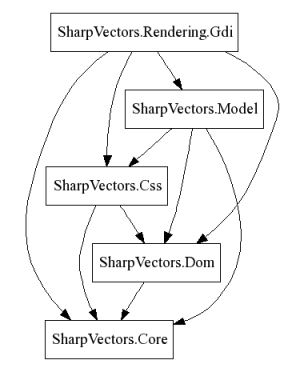 SharpVectors.Rendering.Gdi
SharpVectors.Model
SharpVectors.Css
SharpVectors.Dom
SharpVectors.Core